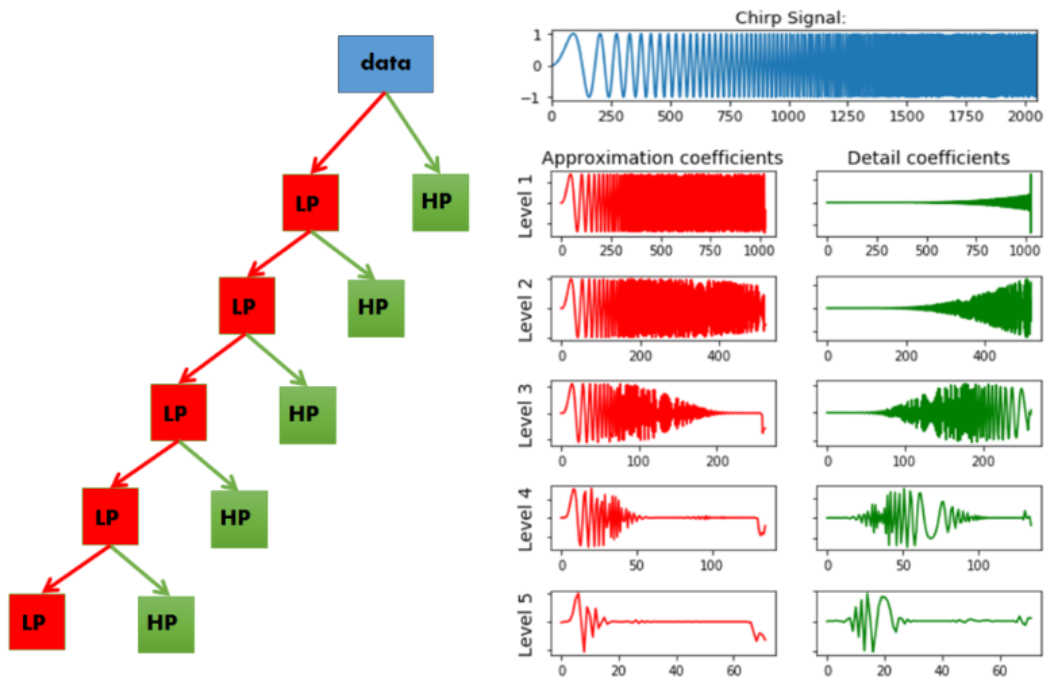 data
LP
HP
LP
HP
LP
HP
LP
HP
LP
HP
Chirp Signal:
1
0
−1
0 250 500 750 1000 1250 1500 1750 2000
Approximation coefficients
Detail coefficients
Level 1
0 250 500 750 1000
0 250 500 750 1000
Level 2
0 200 400
0 200 400
Level 3
0 100 200
0 100 200
Level 4
0 50 100
0 50 100
Level 5
0 20 40 60
0 20 40 60